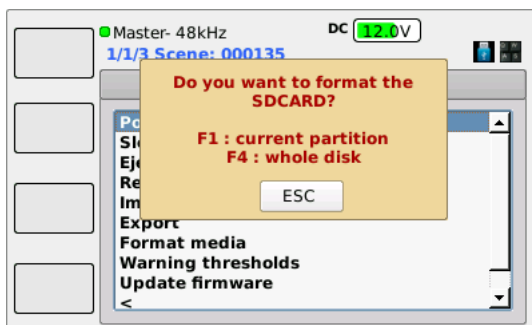 Master- 48kHz
DC 12.0V
1/1/3 Scene: 000135
Do you want to format the
SDCARD?
F1 : current partition
F4 : whole disk
ESC
Export
Format media
Warning thresholds
Update firmware
<